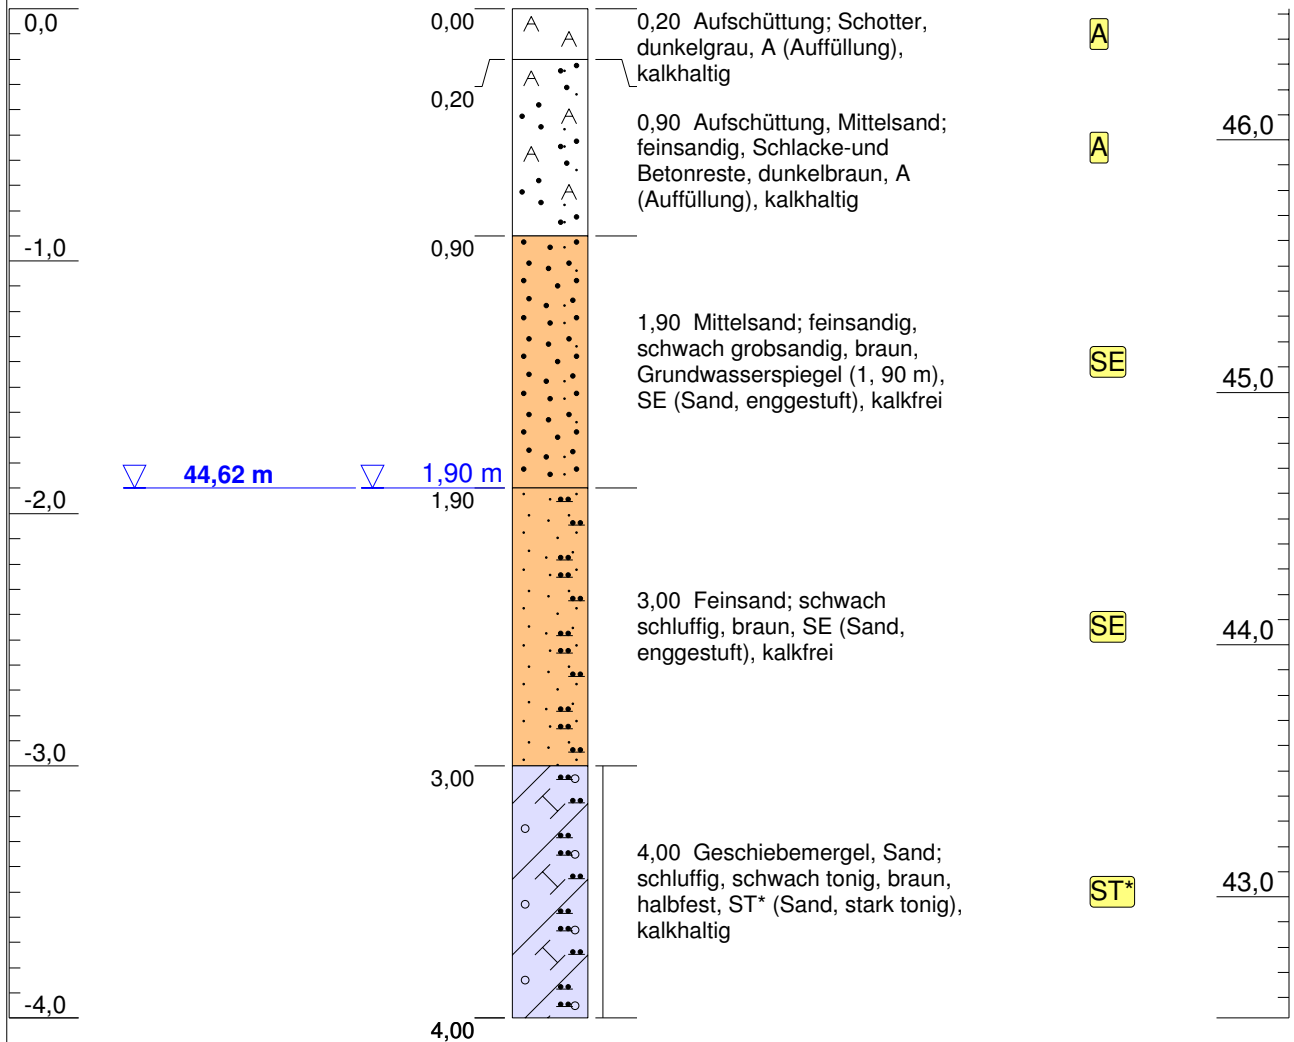 0,0
0,00
0,20 Aufschüttung; Schotter,
dunkelgrau, A (Auffüllung),
kalkhaltig
A
0,20
0,90 Aufschüttung, Mittelsand;
feinsandig, Schlacke-und
Betonreste, dunkelbraun, A
(Auffüllung), kalkhaltig
A
46,0
-1,0
0,90
1,90 Mittelsand; feinsandig,
schwach grobsandig, braun,
Grundwasserspiegel (1, 90 m),
SE (Sand, enggestuft), kalkfrei
SE
45,0
44,62 m
1,90 m
-2,0
1,90
3,00 Feinsand; schwach
schluffig, braun, SE (Sand,
enggestuft), kalkfrei
SE
44,0
-3,0
3,00
4,00 Geschiebemergel, Sand;
schluffig, schwach tonig, braun,
halbfest, ST* (Sand, stark tonig),
kalkhaltig
ST*
43,0
-4,0
4,00